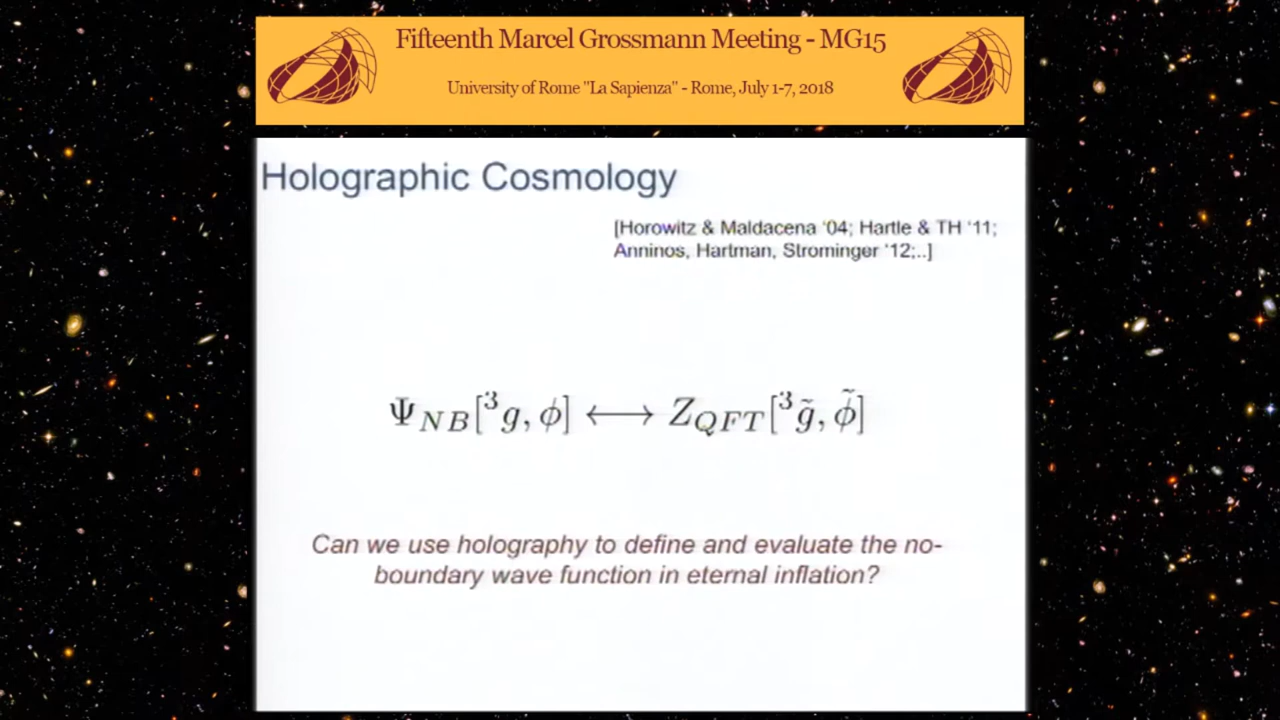 Fifteenth Marcel Grossmann Meeting - MG15
University of Rome "La Sapienza" - Rome, July 1-7, 2018
Holographic Cosmology
[Horowitz & Maldacena ‘04; Hartle & TH ‘11;
Anninos, Hartman, Strominger ‘12;..]
Ψ_{NB}[³g, ϕ] ⟷ Z_{QFT}[³g̃, ϕ̃]
Can we use holography to define and evaluate the no-
boundary wave function in eternal inflation?